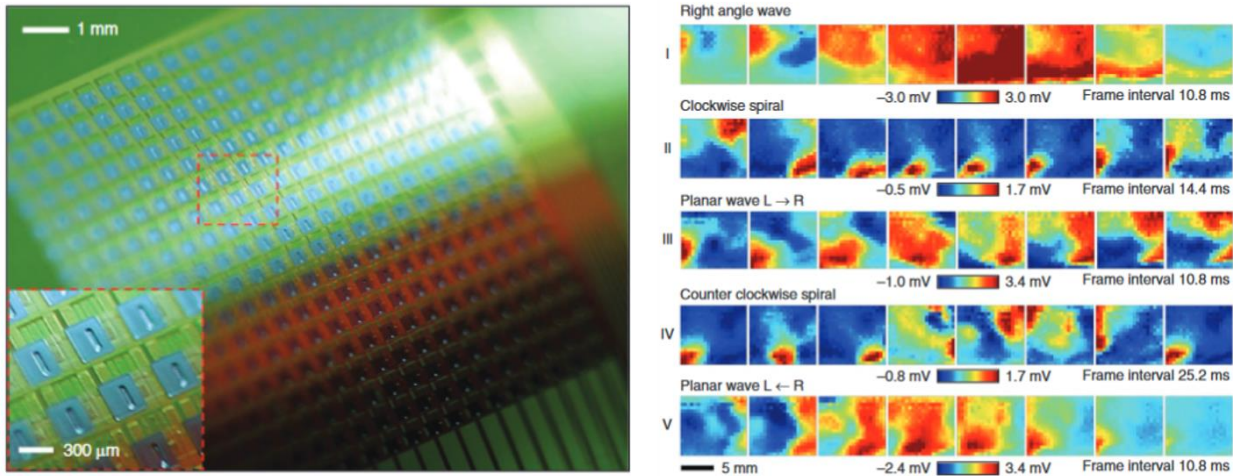 1 mm
300 μm
Right angle wave
I
−3.0 mV 3.0 mV Frame interval 10.8 ms
Clockwise spiral
II
−0.5 mV 1.7 mV Frame interval 14.4 ms
Planar wave L → R
III
−1.0 mV 3.4 mV Frame interval 10.8 ms
Counter clockwise spiral
IV
−0.8 mV 1.7 mV Frame interval 25.2 ms
Planar wave L ← R
V
5 mm −2.4 mV 3.4 mV Frame interval 10.8 ms